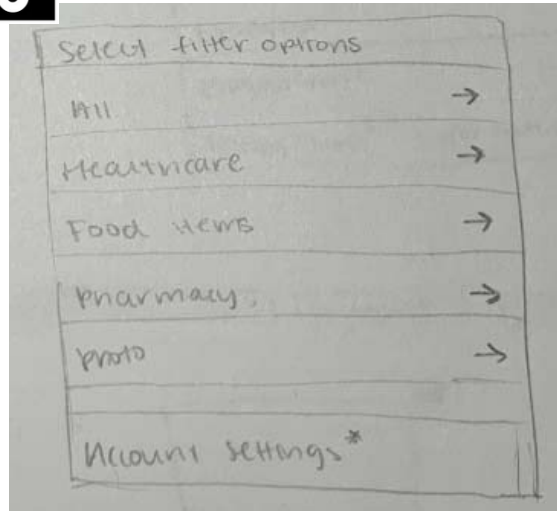 Select filter options
All →
Healthcare →
Food items →
pharmacy →
photo →
Account settings*